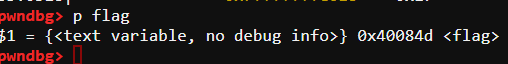 pwndbg> p flag
$1 = {<text variable, no debug info>} 0x40084d <flag>
pwndbg>